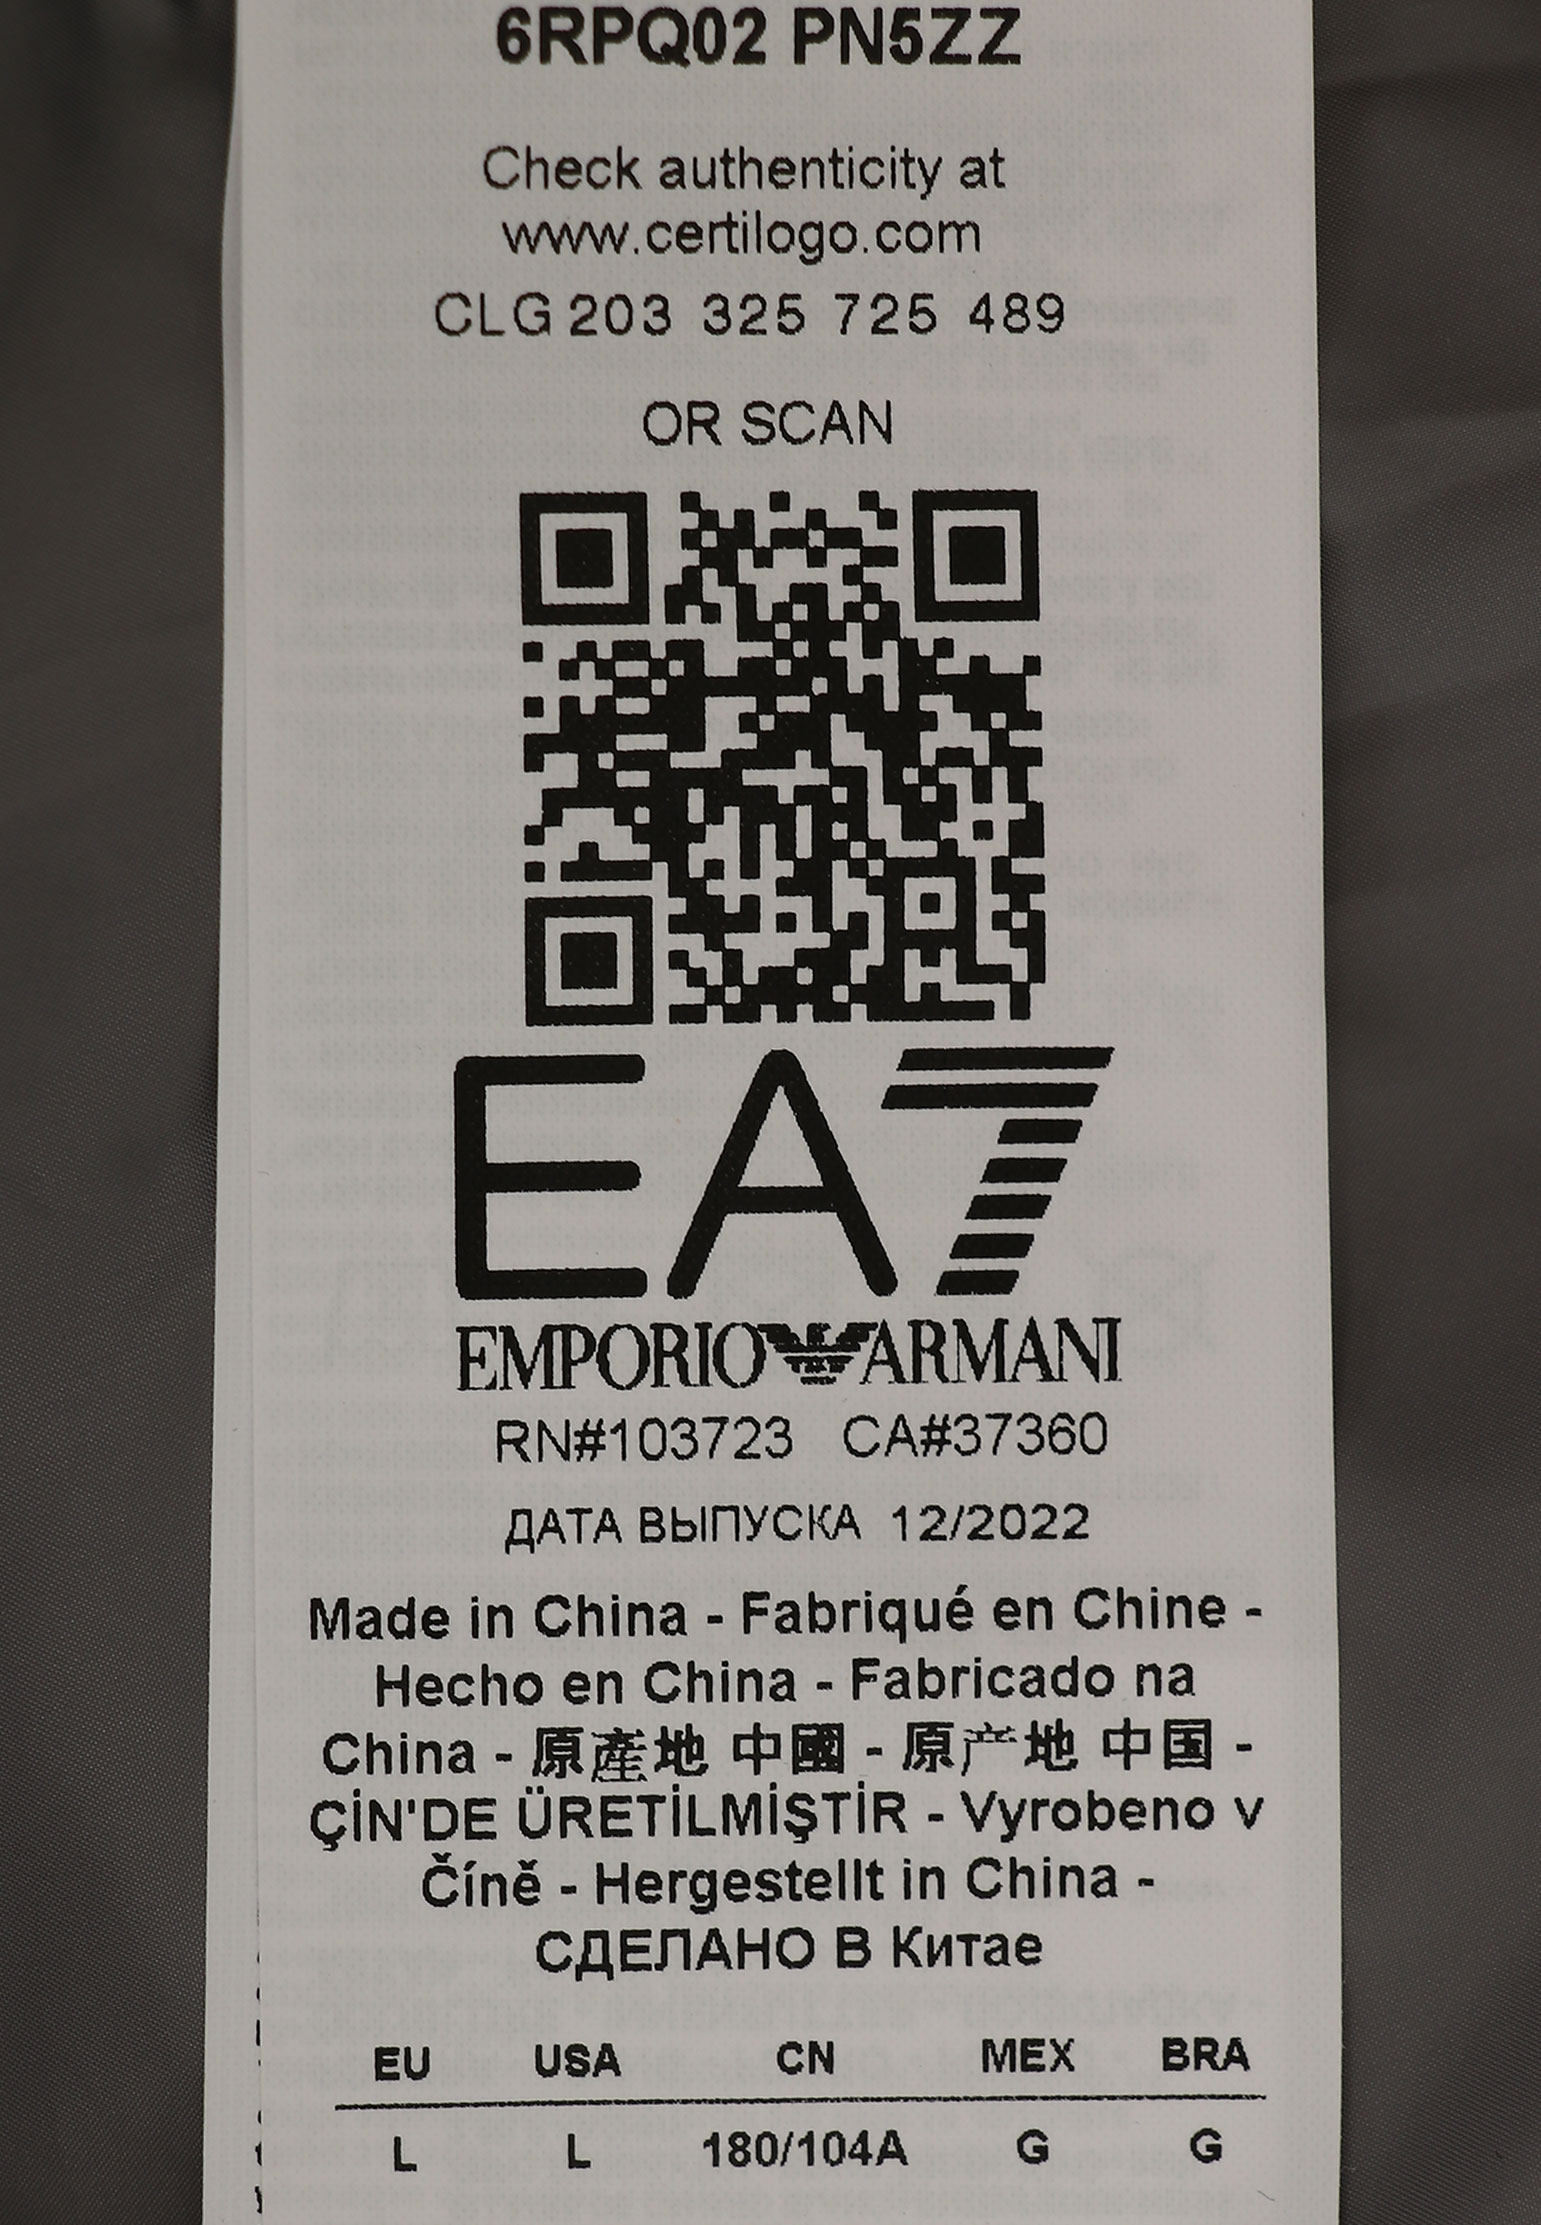 6RPQ02 PN5ZZ
Check authenticity at
www.certilogo.com
CLG 203 325 725 489
OR SCAN
EA7
EMPORIO ARMANI
RN#103723 CA#37360
ДАТА ВЫПУСКА 12/2022
Made in China - Fabriqué en Chine -
Hecho en China - Fabricado na
China - 原產地 中國 - 原产地 中国 -
ÇİN'DE ÜRETİLMİŞTİR - Vyrobeno v
Číně - Hergestellt in China -
СДЕЛАНО В Китае
EU USA CN MEX BRA
L L 180/104A G G